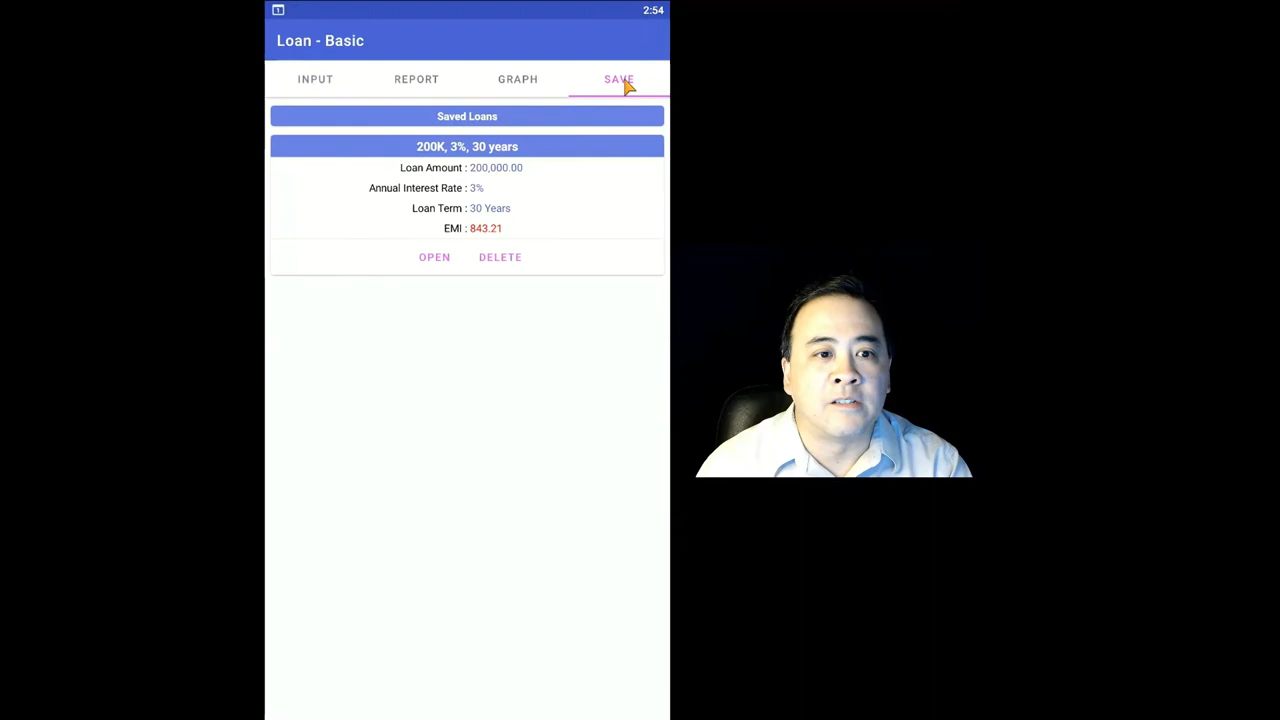 2:54
Loan - Basic
INPUT REPORT GRAPH SAVE
Saved Loans
200K, 3%, 30 years
Loan Amount : 200,000.00
Annual Interest Rate : 3%
Loan Term : 30 Years
EMI : 843.21
OPEN DELETE